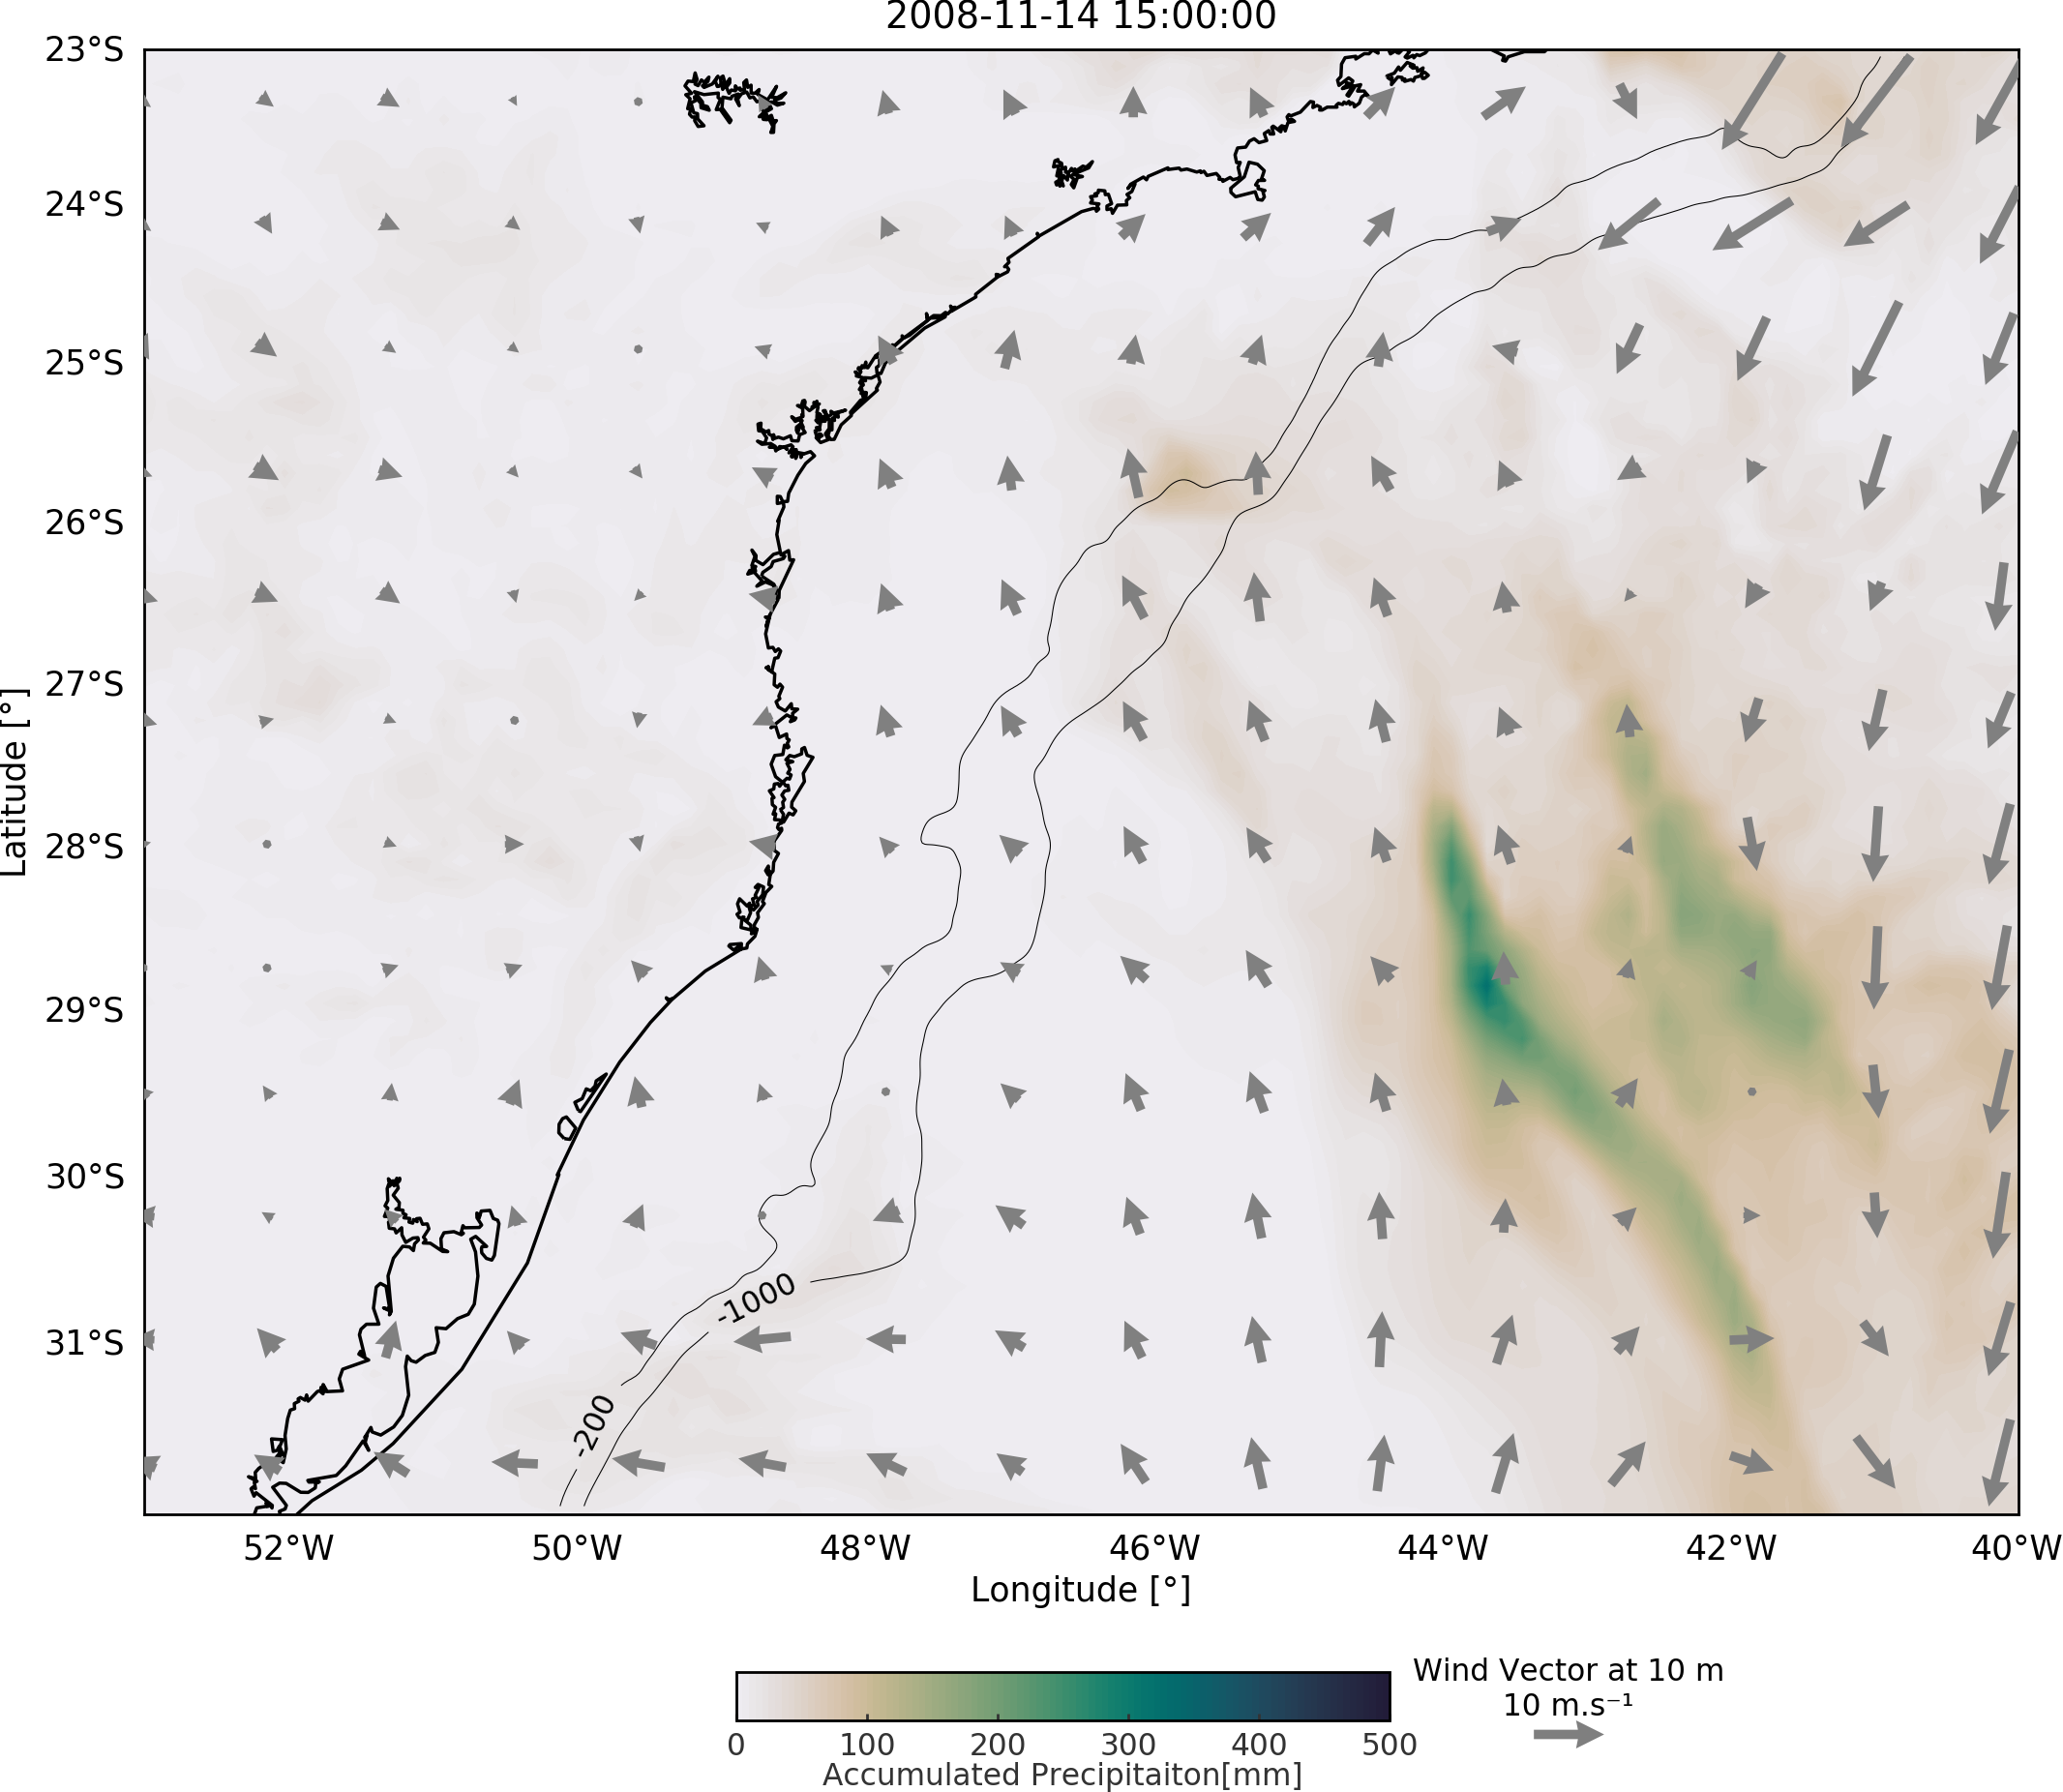 2008-11-14 15:00:00
23°S
24°S
25°S
26°S
27°S
28°S
29°S
30°S
31°S
Latitude [°]
-1000
-200
52°W 50°W 48°W 46°W 44°W 42°W 40°W
Longitude [°]
Wind Vector at 10 m
10 m.s⁻¹
0 100 200 300 400 500
Accumulated Precipitaiton[mm]